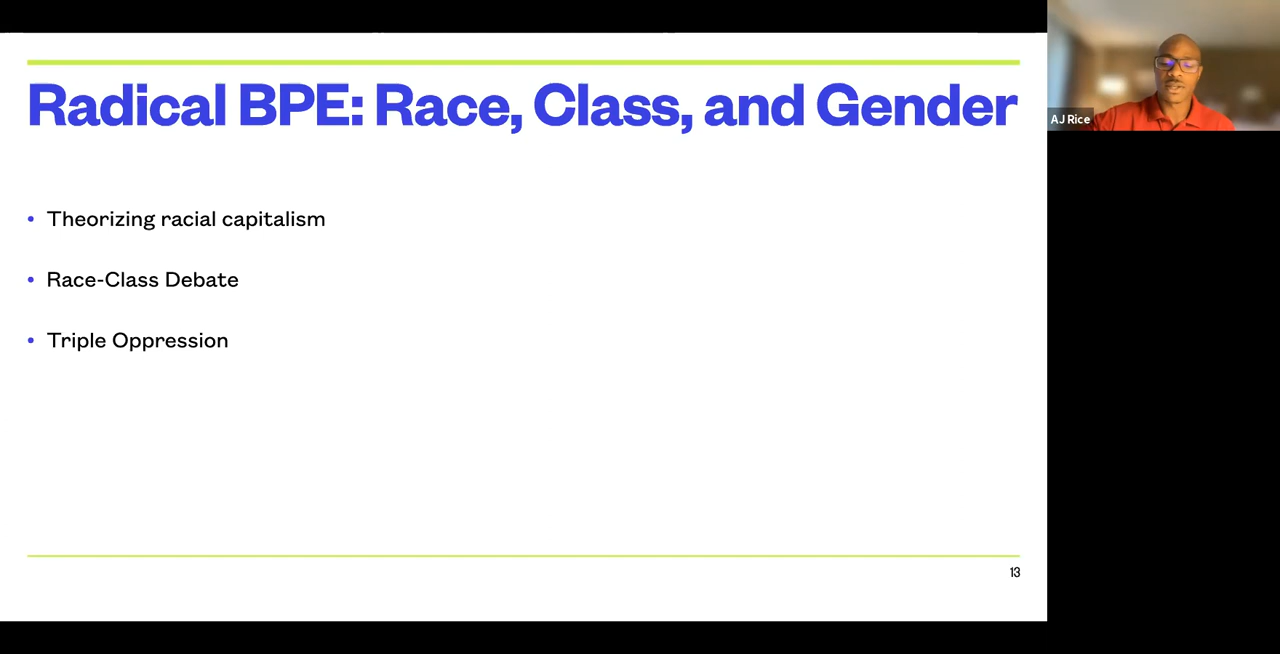 Radical BPE: Race, Class, and Gender
AJ Rice
• Theorizing racial capitalism
• Race-Class Debate
• Triple Oppression
13